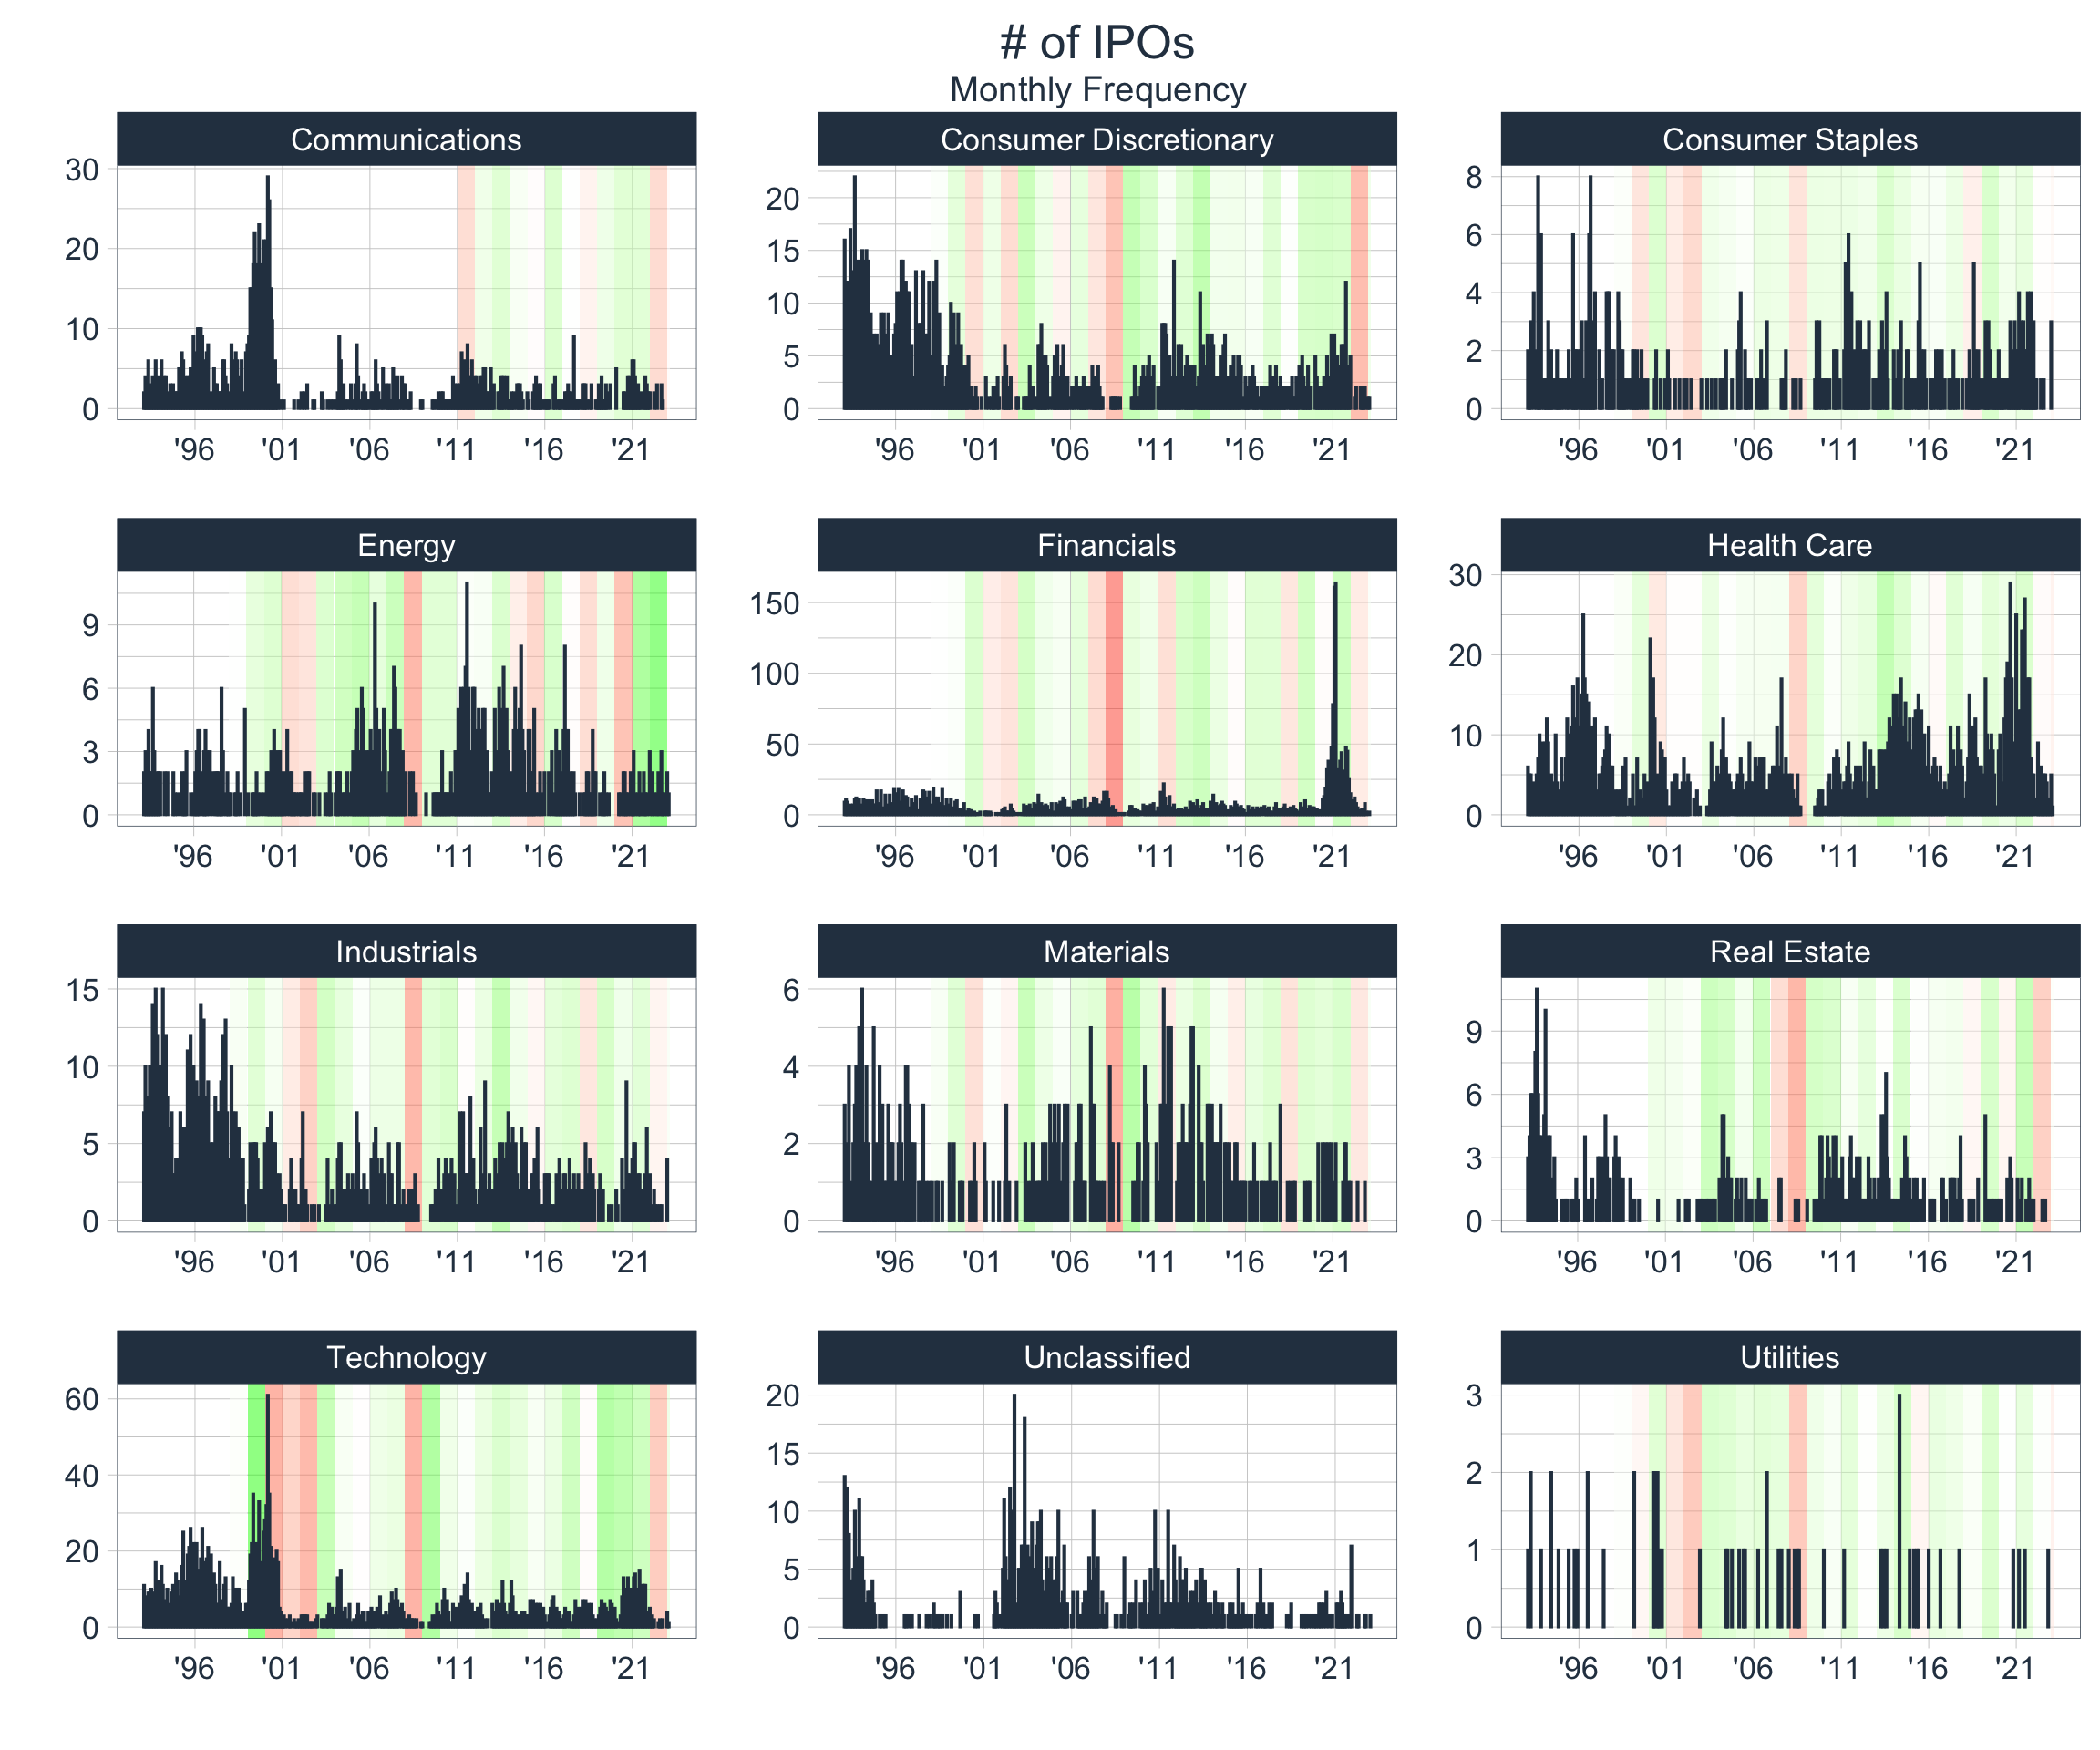 # of IPOs
Monthly Frequency
Communications
30
20
10
0
'96 '01 '06 '11 '16 '21
Consumer Discretionary
20
15
10
5
0
'96 '01 '06 '11 '16 '21
Consumer Staples
8
6
4
2
0
'96 '01 '06 '11 '16 '21
Energy
9
6
3
0
'96 '01 '06 '11 '16 '21
Financials
150
100
50
0
'96 '01 '06 '11 '16 '21
Health Care
30
20
10
0
'96 '01 '06 '11 '16 '21
Industrials
15
10
5
0
'96 '01 '06 '11 '16 '21
Materials
6
4
2
0
'96 '01 '06 '11 '16 '21
Real Estate
9
6
3
0
'96 '01 '06 '11 '16 '21
Technology
60
40
20
0
'96 '01 '06 '11 '16 '21
Unclassified
20
15
10
5
0
'96 '01 '06 '11 '16 '21
Utilities
3
2
1
0
'96 '01 '06 '11 '16 '21